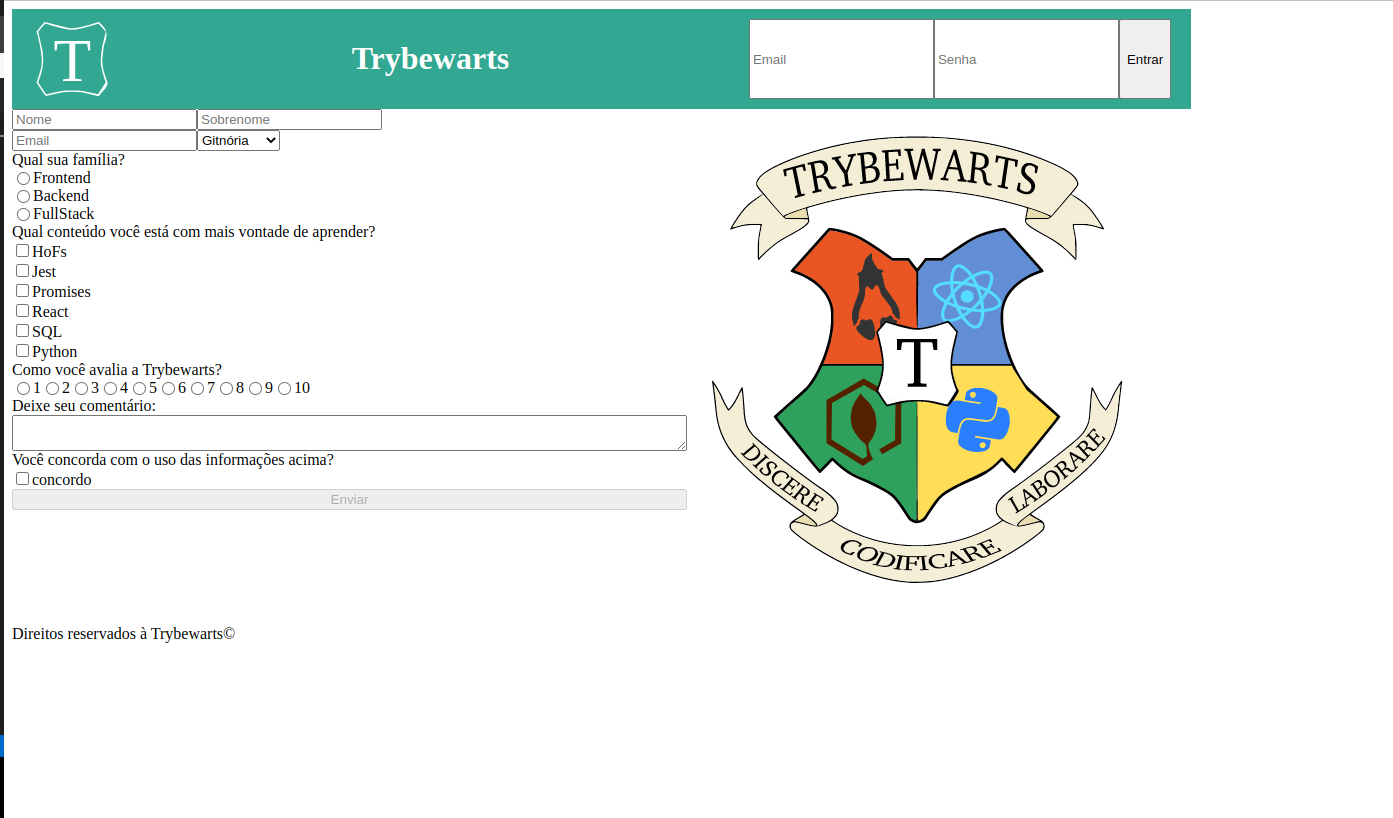 T
Trybewarts
Email
Senha
Entrar
Nome
Sobrenome
Email
Gitnória
Qual sua família?
Frontend
Backend
FullStack
Qual conteúdo você está com mais vontade de aprender?
HoFs
Jest
Promises
React
SQL
Python
Como você avalia a Trybewarts?
1 2 3 4 5 6 7 8 9 10
Deixe seu comentário:
Você concorda com o uso das informações acima?
concordo
Enviar
TRYBEWARTS
T
DISCERE
LABORARE
CODIFICARE
Direitos reservados à Trybewarts©